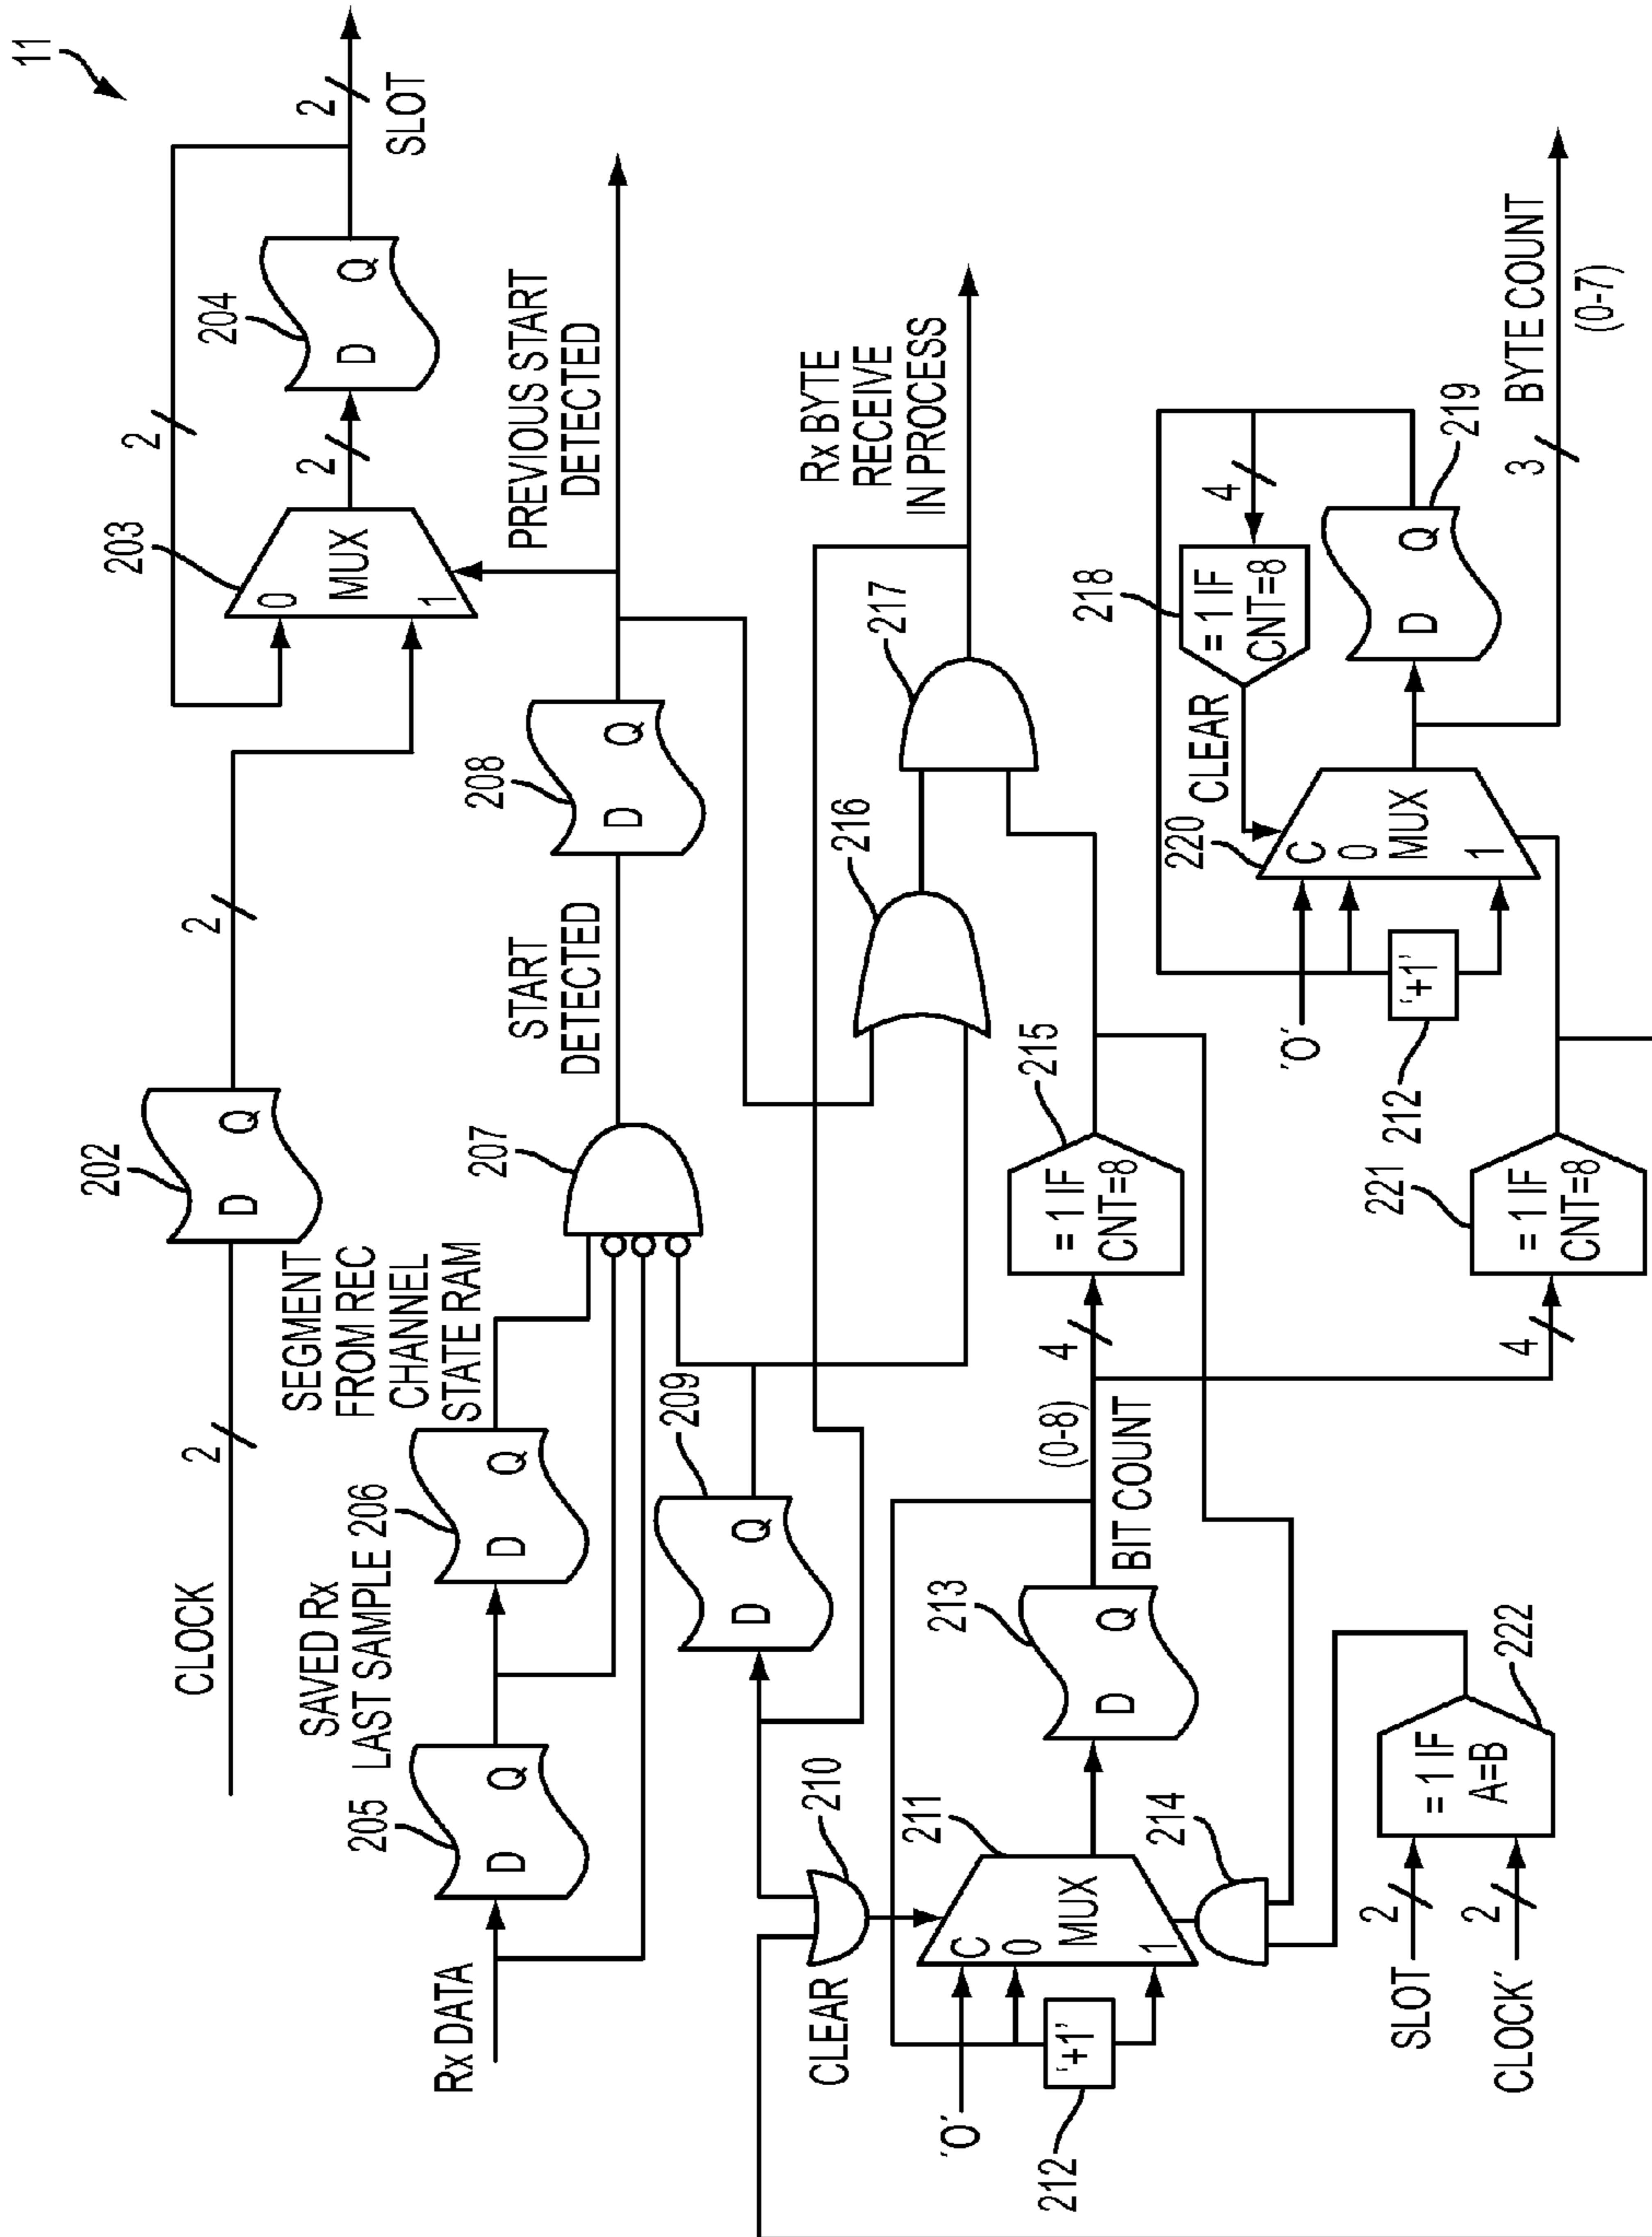 11
CLOCK
2
202
D Q
2
203
0
MUX
1
2
2
204
D Q
2
SLOT
SEGMENT
FROM REC
CHANNEL
STATE RAM
Rx DATA
205
D Q
SAVED Rx
LAST SAMPLE
206
D Q
207
START
DETECTED
208
D Q
PREVIOUS START
DETECTED
209
D Q
216
217
Rx BYTE
RECEIVE
IN PROCESS
CLEAR
210
'0'
C
0
MUX
1
211
'+1'
212
213
D Q
BIT COUNT
(0-8)
4
= 1 IF
CNT=8
215
214
SLOT
2
CLOCK'
2
= 1 IF
A=B
222
4
= 1 IF
CNT=8
221
'0'
'+1'
212
220
C
0
MUX
1
CLEAR
218
= 1 IF
CNT=8
4
D Q
219
3
BYTE COUNT
(0-7)